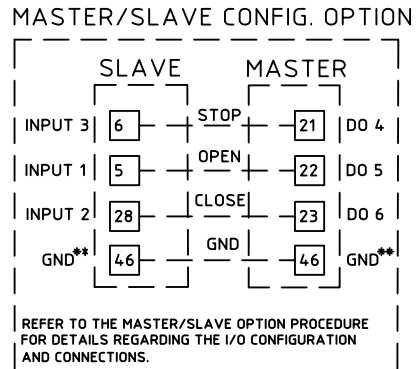 MASTER/SLAVE CONFIG. OPTION
SLAVE MASTER
INPUT 3 6 STOP 21 DO 4
INPUT 1 5 OPEN 22 DO 5
INPUT 2 28 CLOSE 23 DO 6
GND** 46 GND 46 GND**
REFER TO THE MASTER/SLAVE OPTION PROCEDURE
FOR DETAILS REGARDING THE I/O CONFIGURATION
AND CONNECTIONS.